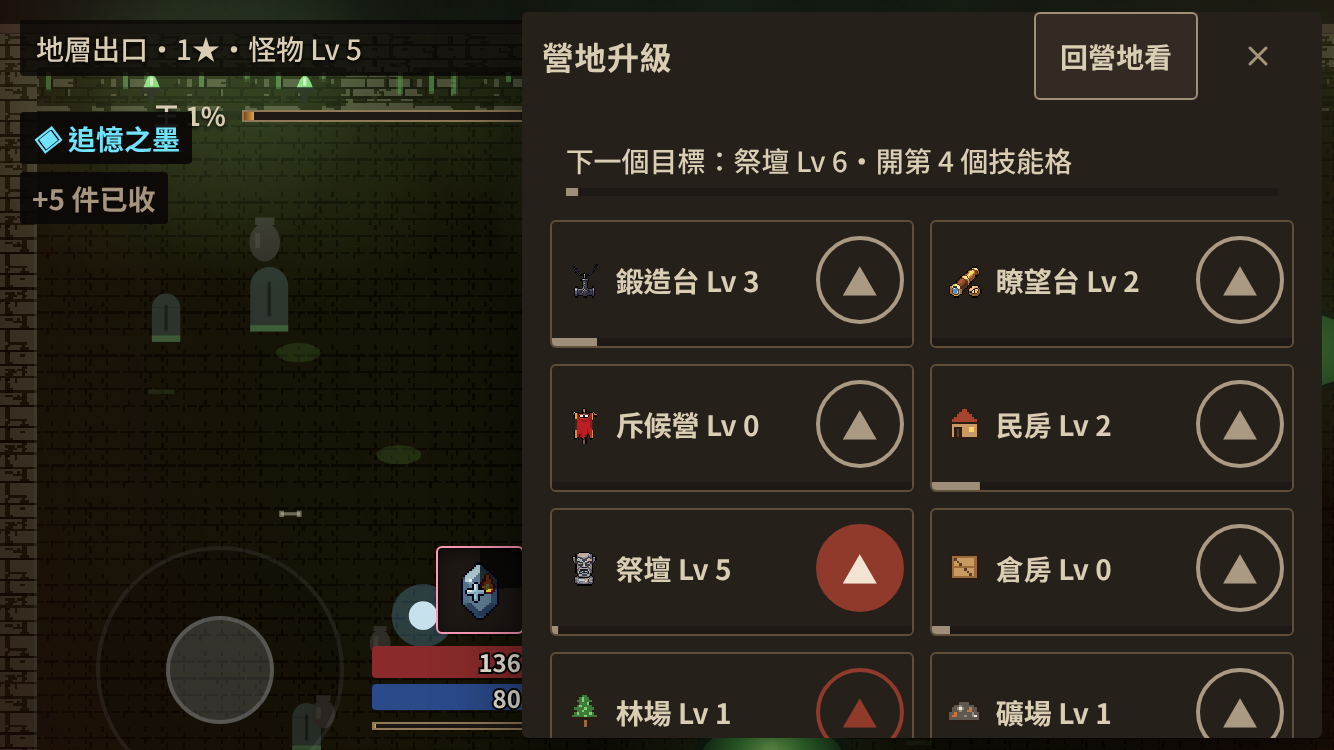 地層出口・1★・怪物 Lv 5
王 1%
追憶之墨
+5 件已收
136
80
營地升級
回營地看
×
下一個目標：祭壇 Lv 6・開第 4 個技能格
鍛造台 Lv 3
瞭望台 Lv 2
斥候營 Lv 0
民房 Lv 2
祭壇 Lv 5
倉房 Lv 0
林場 Lv 1
礦場 Lv 1